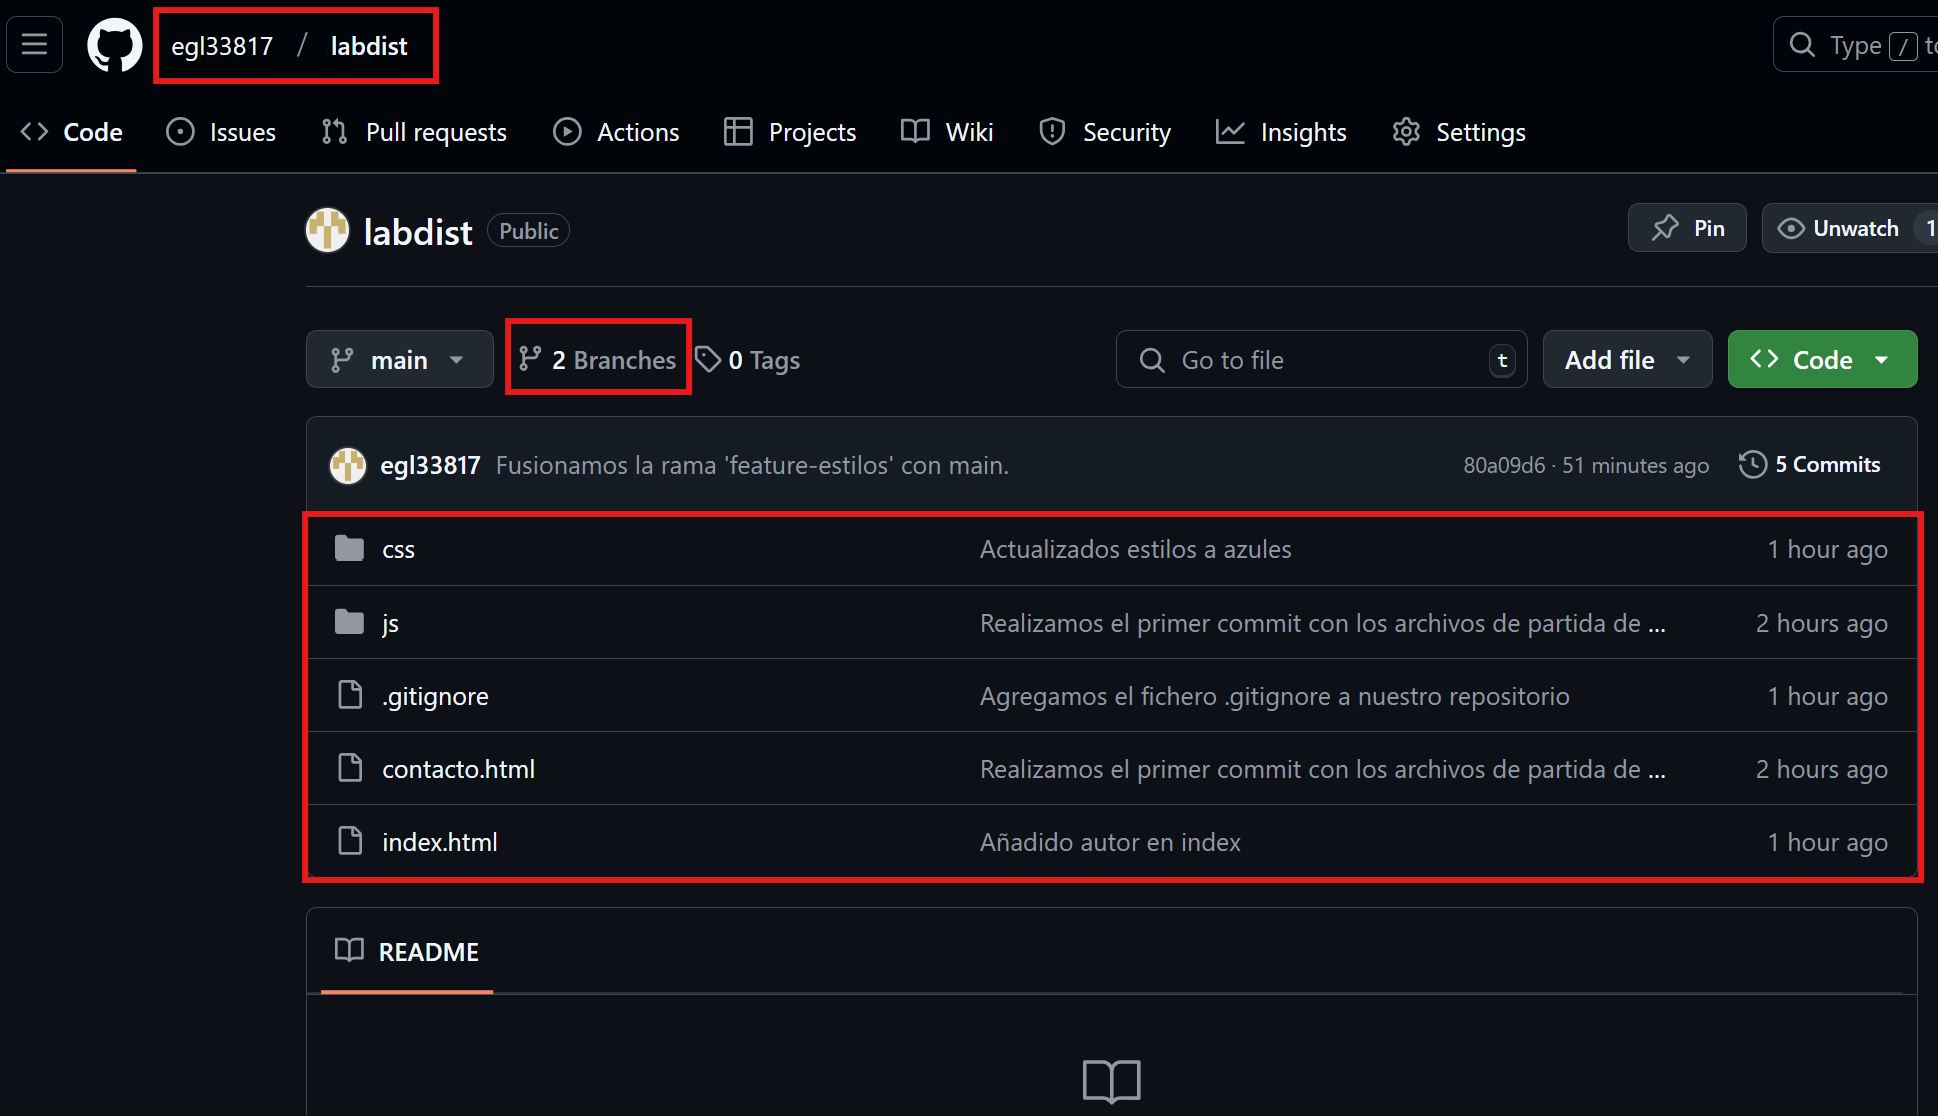 egl33817 / labdist
Type / to
Code Issues Pull requests Actions Projects Wiki Security Insights Settings
labdist Public Pin Unwatch 1
main 2 Branches 0 Tags Go to file t Add file Code
egl33817 Fusionamos la rama 'feature-estilos' con main. 80a09d6 · 51 minutes ago 5 Commits
css Actualizados estilos a azules 1 hour ago
js Realizamos el primer commit con los archivos de partida de ... 2 hours ago
.gitignore Agregamos el fichero .gitignore a nuestro repositorio 1 hour ago
contacto.html Realizamos el primer commit con los archivos de partida de ... 2 hours ago
index.html Añadido autor en index 1 hour ago
README